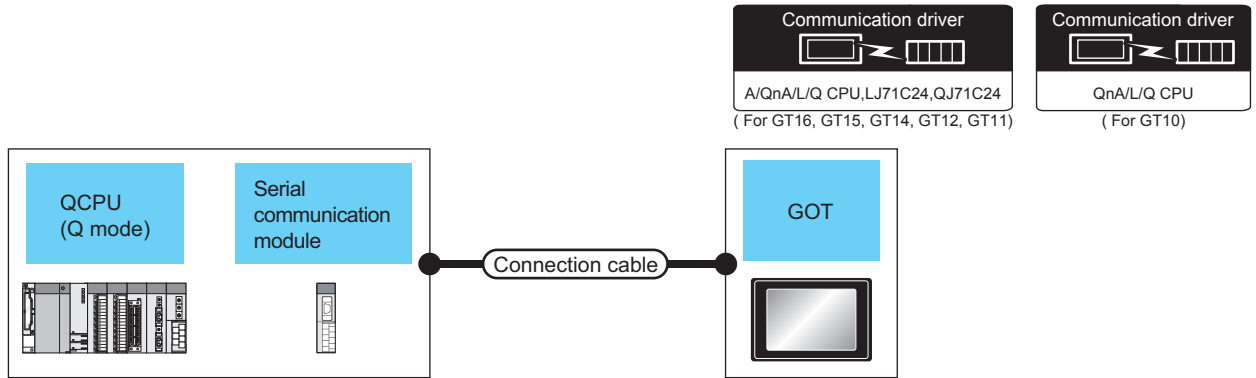 Communication driver
A/QnA/L/Q CPU,LJ71C24,QJ71C24
( For GT16, GT15, GT14, GT12, GT11)
Communication driver
QnA/L/Q CPU
( For GT10)
QCPU
(Q mode)
Serial
communication
module
Connection cable
GOT